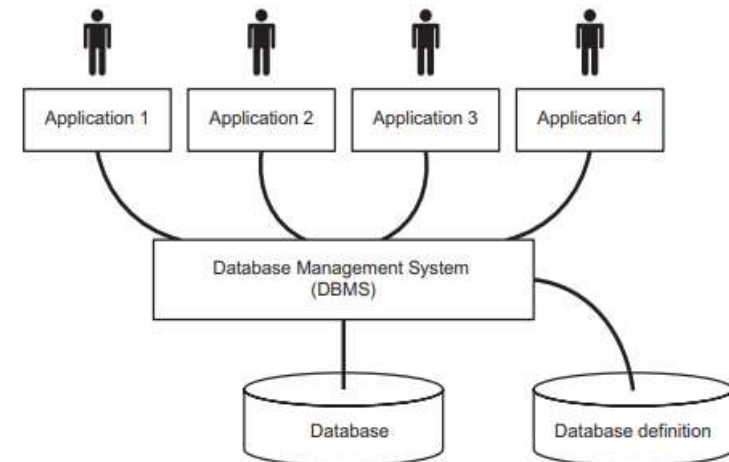 Application 1
Application 2
Application 3
Application 4
Database Management System
(DBMS)
Database
Database definition